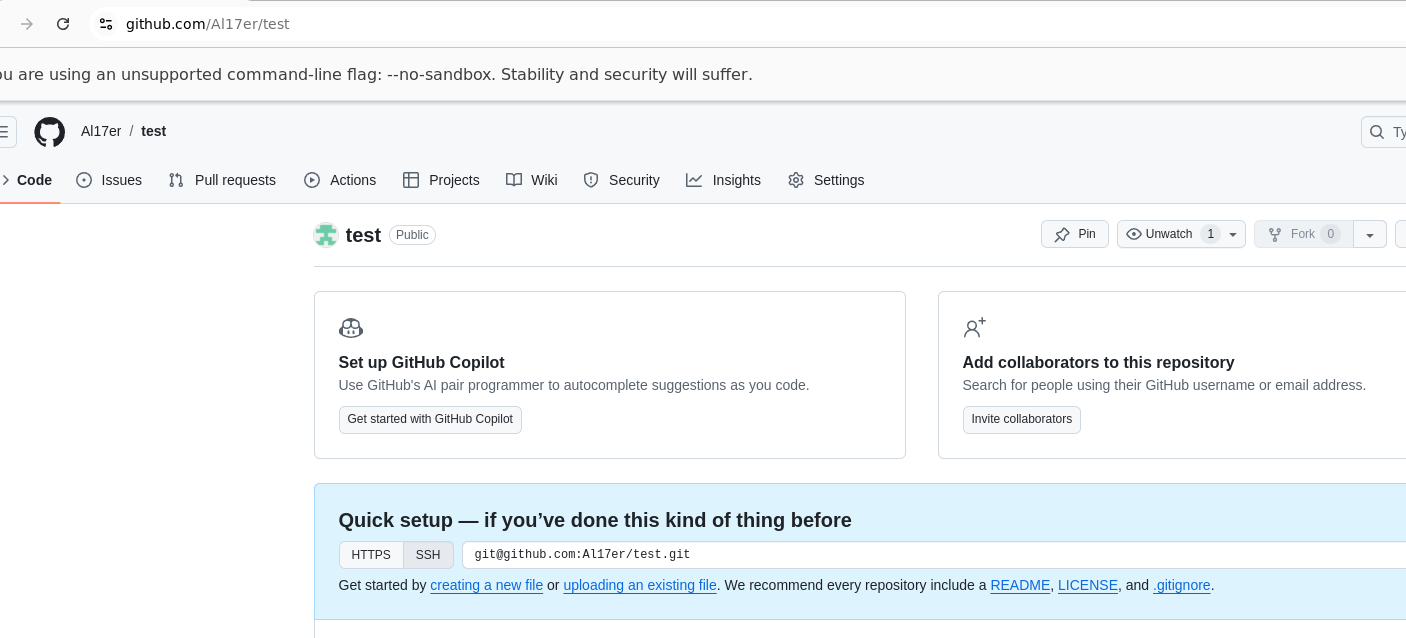 github.com/Al17er/test
ou are using an unsupported command-line flag: --no-sandbox. Stability and security will suffer.
Al17er / test
Ty
Code Issues Pull requests Actions Projects Wiki Security Insights Settings
test Public Pin Unwatch 1 Fork 0
Set up GitHub Copilot
Use GitHub's AI pair programmer to autocomplete suggestions as you code.
Get started with GitHub Copilot
Add collaborators to this repository
Search for people using their GitHub username or email address.
Invite collaborators
Quick setup — if you’ve done this kind of thing before
HTTPS SSH git@github.com:Al17er/test.git
Get started by creating a new file or uploading an existing file. We recommend every repository include a README, LICENSE, and .gitignore.